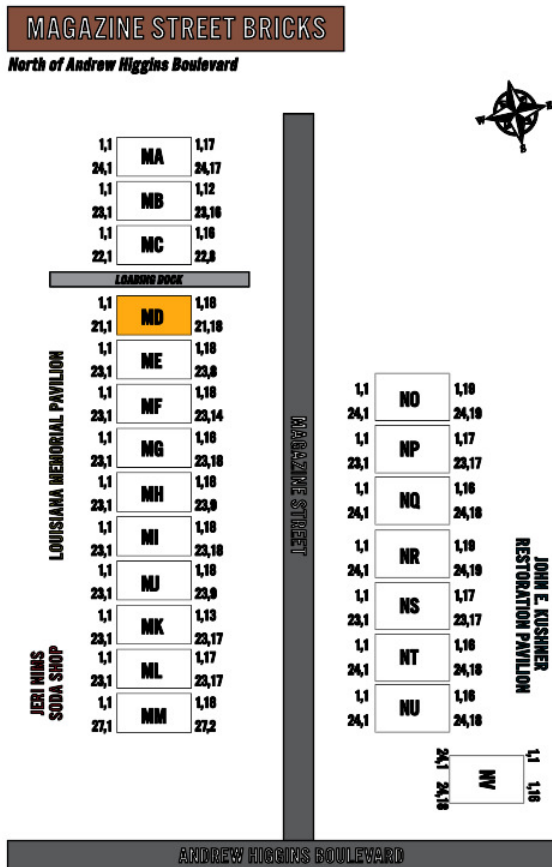 MAGAZINE STREET BRICKS
North of Andrew Higgins Boulevard
N
E
S
W
1,1 MA 1,17
24,1 24,17
1,1 MB 1,12
23,1 23,16
1,1 MC 1,16
22,1 22,8
LOADING DOCK
1,1 MD 1,18
21,1 21,18
1,1 ME 1,18
23,1 23,8
1,1 MF 1,18
23,1 23,14
1,1 MG 1,16
23,1 23,18
1,1 MH 1,18
23,1 23,9
1,1 MI 1,18
23,1 23,18
1,1 MJ 1,18
23,1 23,9
1,1 MK 1,13
23,1 23,17
1,1 ML 1,17
23,1 23,17
1,1 MM 1,18
27,1 27,2
LOUISIANA MEMORIAL PAVILION
JERI NIMS
SODA SHOP
MAGAZINE STREET
1,1 NO 1,19
24,1 24,19
1,1 NP 1,17
23,1 23,17
1,1 NQ 1,16
24,1 24,18
1,1 NR 1,19
24,1 24,19
1,1 NS 1,17
23,1 23,17
1,1 NT 1,16
24,1 24,18
1,1 NU 1,16
24,1 24,18
JOHN E. KUSHNER
RESTORATION PAVILION
24,1 NV 1,1
24,18 1,16
ANDREW HIGGINS BOULEVARD